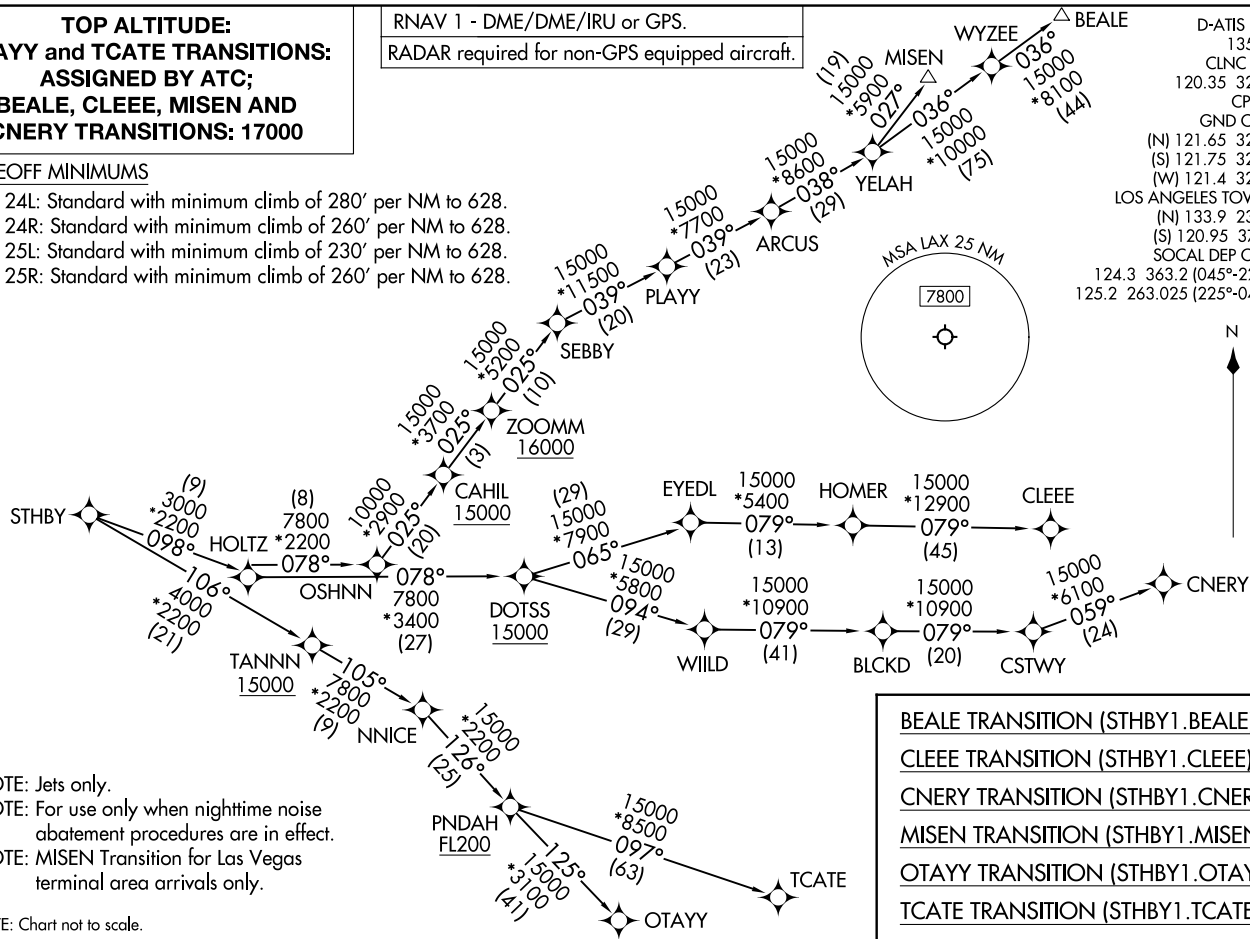 TOP ALTITUDE:
AYY and TCATE TRANSITIONS:
ASSIGNED BY ATC;
BEALE, CLEEE, MISEN AND
CNERY TRANSITIONS: 17000
RNAV 1 - DME/DME/IRU or GPS.
RADAR required for non-GPS equipped aircraft.
EOFF MINIMUMS
24L: Standard with minimum climb of 280' per NM to 628.
24R: Standard with minimum climb of 260' per NM to 628.
25L: Standard with minimum climb of 230' per NM to 628.
25R: Standard with minimum climb of 260' per NM to 628.
D-ATIS
135
CLNC
120.35 32
CP
GND C
(N) 121.65 32
(S) 121.75 32
(W) 121.4 32
LOS ANGELES TOW
(N) 133.9 23
(S) 120.95 37
SOCAL DEP C
124.3 363.2 (045°-22
125.2 263.025 (225°-04
N
MSA LAX 25 NM
7800
BEALE
036°
15000
*8100
(44)
WYZEE
036°
15000
*10000
(75)
MISEN
(19)
15000
*5900
027°
YELAH
15000
*8600
038°
(29)
ARCUS
15000
*7700
039°
(23)
PLAYY
15000
*11500
039°
(20)
SEBBY
15000
*5200
025°
(10)
ZOOMM
16000
15000
*3700
025°
(3)
CAHIL
15000
10000
*2900
025°
(20)
STHBY
(9)
3000
*2200
098°
HOLTZ
(8)
7800
*2200
078°
OSHNN
078°
7800
*3400
(27)
DOTSS
15000
(29)
15000
*7900
065°
EYEDL
15000
*5400
079°
(13)
HOMER
15000
*12900
079°
(45)
CLEEE
15000
*5800
094°
(29)
WIILD
15000
*10900
079°
(41)
BLCKD
15000
*10900
079°
(20)
CSTWY
15000
*6100
059°
(24)
CNERY
106°
4000
*2200
(21)
TANNN
15000
105°
7800
*2200
(9)
NNICE
15000
*2200
126°
(25)
PNDAH
FL200
15000
*8500
097°
(63)
TCATE
125°
15000
*3100
(41)
OTAYY
OTE: Jets only.
OTE: For use only when nighttime noise
abatement procedures are in effect.
OTE: MISEN Transition for Las Vegas
terminal area arrivals only.
TE: Chart not to scale.
BEALE TRANSITION (STHBY1.BEALE
CLEEE TRANSITION (STHBY1.CLEEE)
CNERY TRANSITION (STHBY1.CNER
MISEN TRANSITION (STHBY1.MISEN
OTAYY TRANSITION (STHBY1.OTAY
TCATE TRANSITION (STHBY1.TCATE